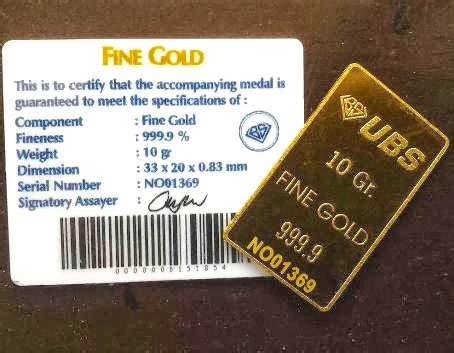 FINE GOLD
This is to certify that the accompanying medal is
guaranteed to meet the specifications of :
Component : Fine Gold
Fineness : 999.9 %
Weight : 10 gr
Dimension : 33 x 20 x 0.83 mm
Serial Number : NO01369
Signatory Assayer :
UBS
10 Gr.
FINE GOLD
999.9
NO01369